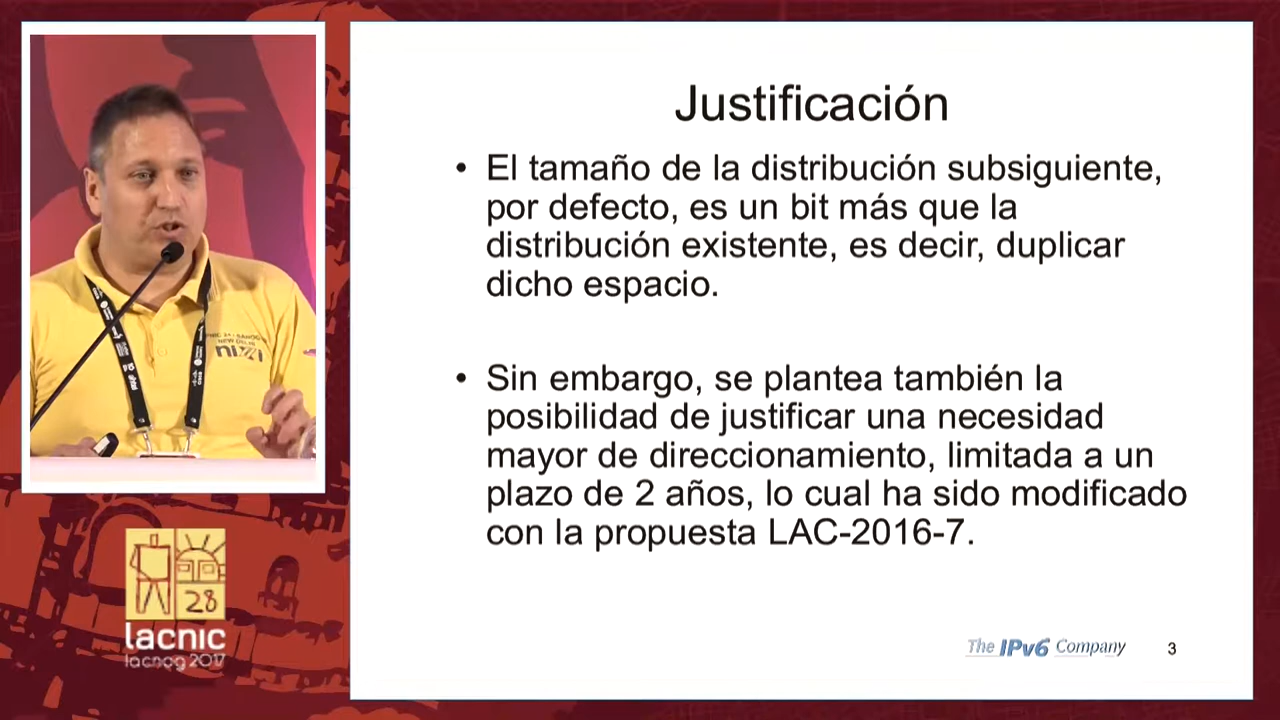 Justificación
• El tamaño de la distribución subsiguiente,
por defecto, es un bit más que la
distribución existente, es decir, duplicar
dicho espacio.
• Sin embargo, se plantea también la
posibilidad de justificar una necesidad
mayor de direccionamiento, limitada a un
plazo de 2 años, lo cual ha sido modificado
con la propuesta LAC-2016-7.
The IPv6 Company
3
NEW DELHI
28
lacnic
lacnog 2017